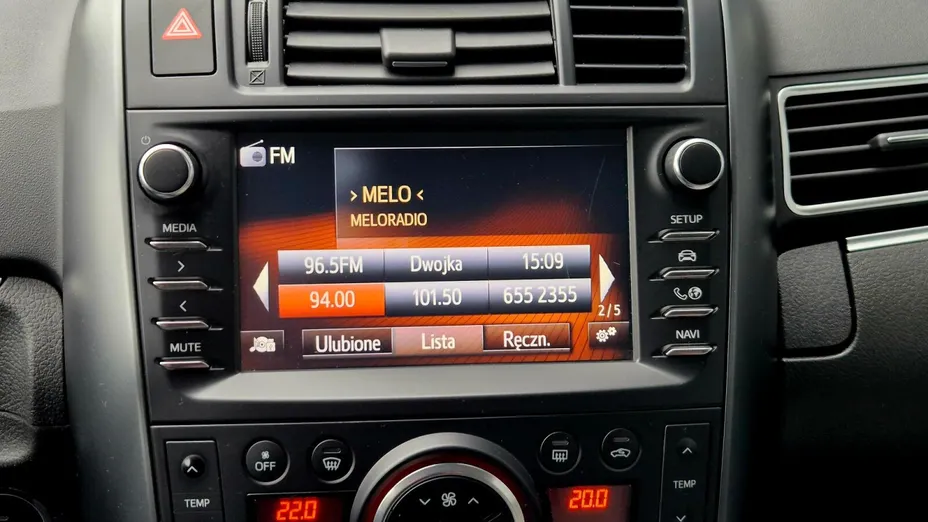 FM
> MELO <
MELORADIO
96.5FM Dwojka 15:09
94.00 101.50 655 2355
2/5
Ulubione Lista Ręczn.
MEDIA
>
<
MUTE
SETUP
NAVI
OFF
TEMP
22.0
20.0
TEMP